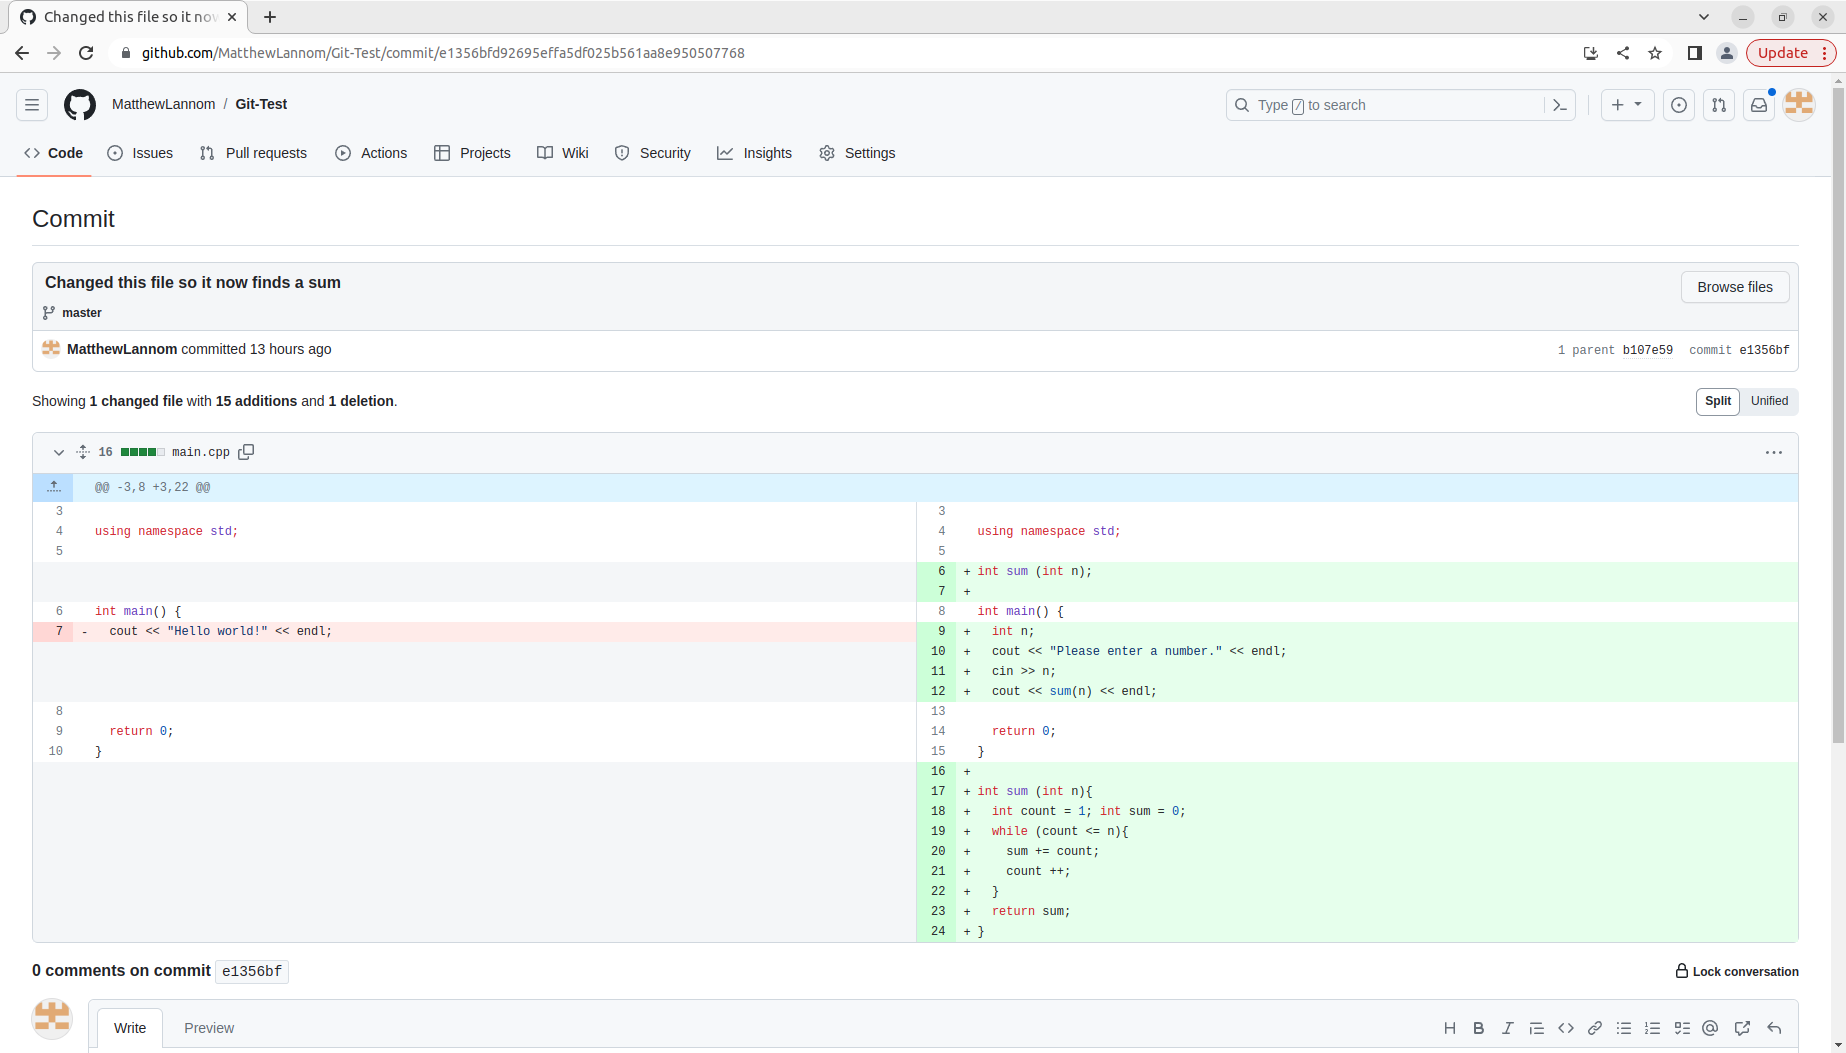 Changed this file so it now
github.com/MatthewLannom/Git-Test/commit/e1356bfd92695effa5df025b561aa8e950507768
Update
MatthewLannom / Git-Test
Type / to search
Code Issues Pull requests Actions Projects Wiki Security Insights Settings
Commit
Changed this file so it now finds a sum
Browse files
master
MatthewLannom committed 13 hours ago
1 parent b107e59 commit e1356bf
Showing 1 changed file with 15 additions and 1 deletion.
Split Unified
16 main.cpp
@@ -3,8 +3,22 @@
3 3
4 using namespace std; 4 using namespace std;
5 5
6 + int sum (int n);
7 +
6 int main() { 8 int main() {
7 - cout << "Hello world!" << endl; 9 + int n;
10 + cout << "Please enter a number." << endl;
11 + cin >> n;
12 + cout << sum(n) << endl;
8 13
9 return 0; 14 return 0;
10 } 15 }
16 +
17 + int sum (int n){
18 + int count = 1; int sum = 0;
19 + while (count <= n){
20 + sum += count;
21 + count ++;
22 + }
23 + return sum;
24 + }
0 comments on commit e1356bf
Lock conversation
Write Preview